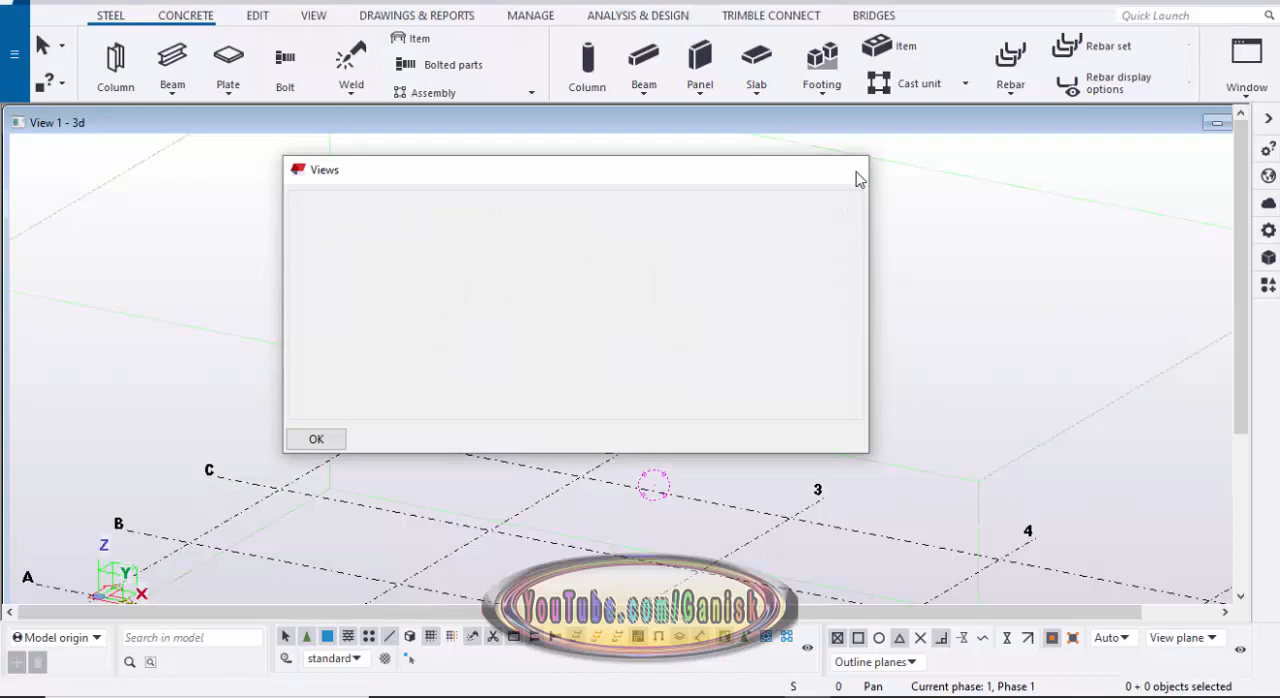 STEEL CONCRETE EDIT VIEW DRAWINGS & REPORTS MANAGE ANALYSIS & DESIGN TRIMBLE CONNECT BRIDGES Quick Launch
Column Beam Plate Bolt Weld Item Bolted parts Assembly Column Beam Panel Slab Footing Item Cast unit Rebar Rebar set Rebar display options Window
View 1 - 3d
Views
OK
C
3
B
4
Z
Y
A
X
YouTube.com/Ganisk
Model origin Search in model
standard Auto View plane
Outline planes
S 0 Pan Current phase: 1, Phase 1 0 + 0 objects selected